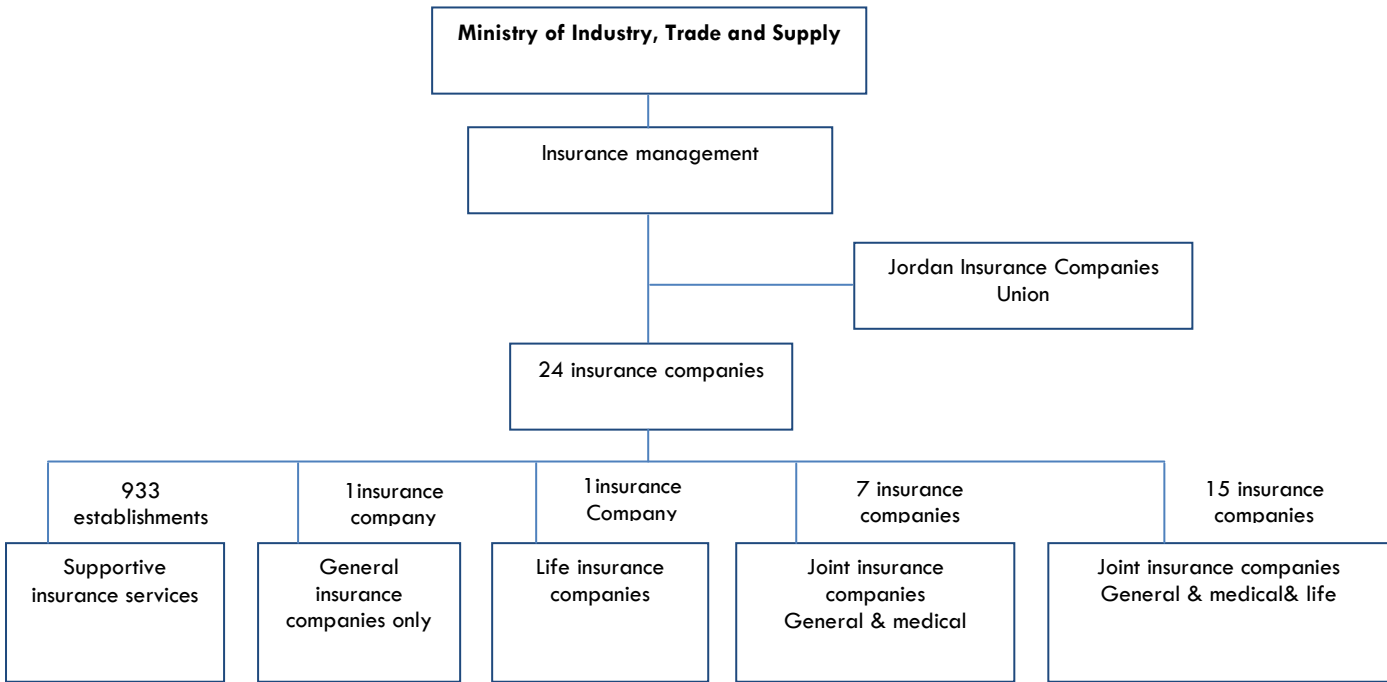 Ministry of Industry, Trade and Supply
Insurance management
Jordan Insurance Companies
Union
24 insurance companies
933
establishments
1insurance
company
1insurance
Company
7 insurance
companies
15 insurance
companies
Supportive
insurance services
General
insurance
companies only
Life insurance
companies
Joint insurance
companies
General & medical
Joint insurance companies
General & medical& life